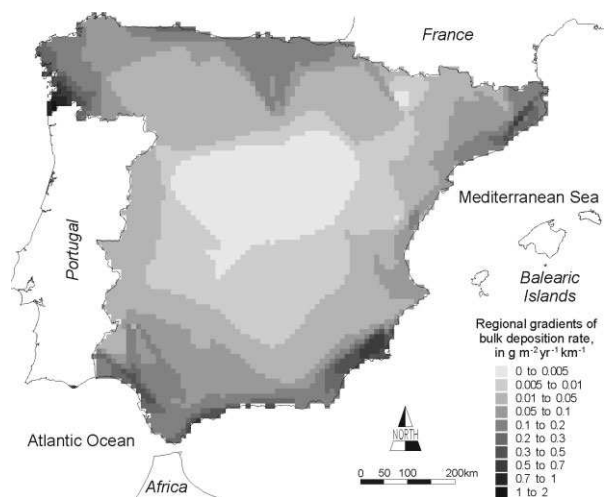 France
Portugal
Mediterranean Sea
Balearic
Islands
Regional gradients of
bulk deposition rate,
in g m⁻² yr⁻¹ km⁻¹
0 to 0.005
0.005 to 0.01
0.01 to 0.05
0.05 to 0.1
0.1 to 0.2
0.2 to 0.3
0.3 to 0.5
0.5 to 0.7
0.7 to 1
1 to 2
Atlantic Ocean
NORTH
0 50 100 200km
Africa